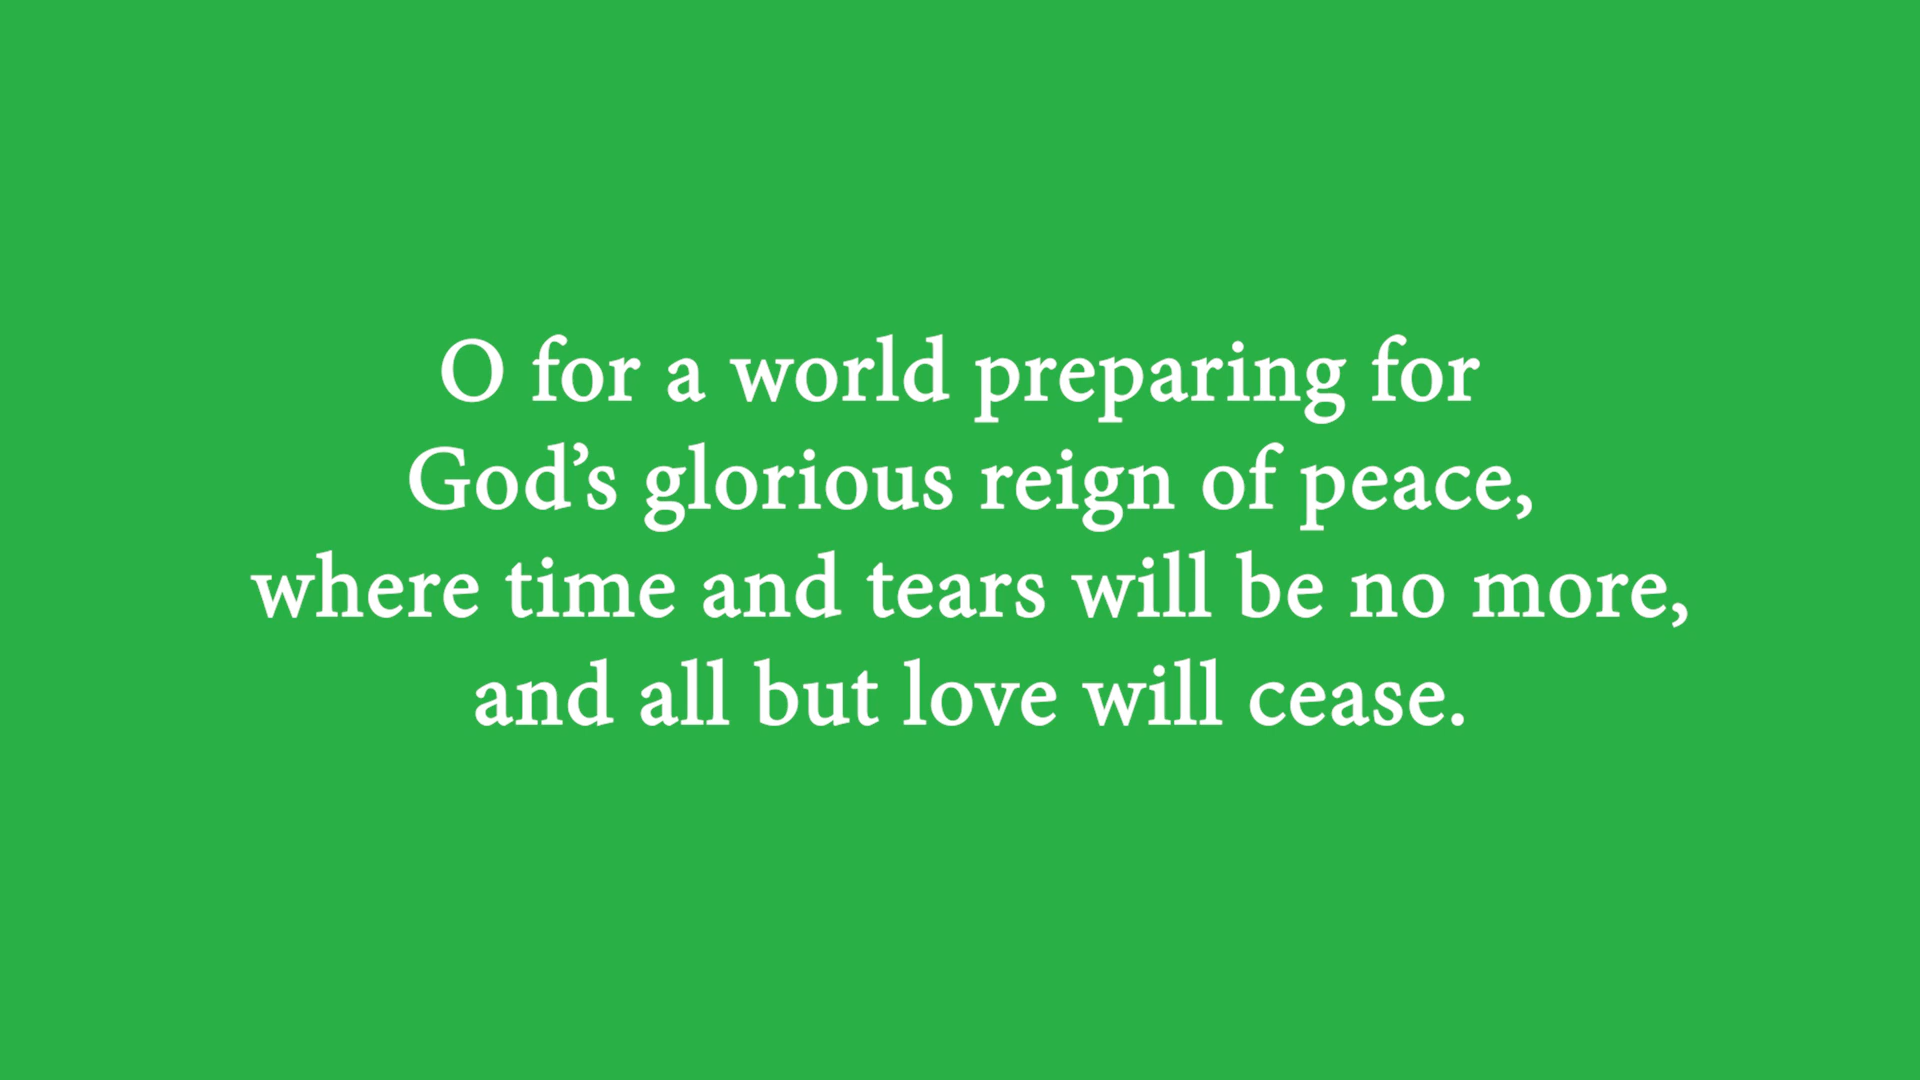 O for a world preparing for
God’s glorious reign of peace,
where time and tears will be no more,
and all but love will cease.